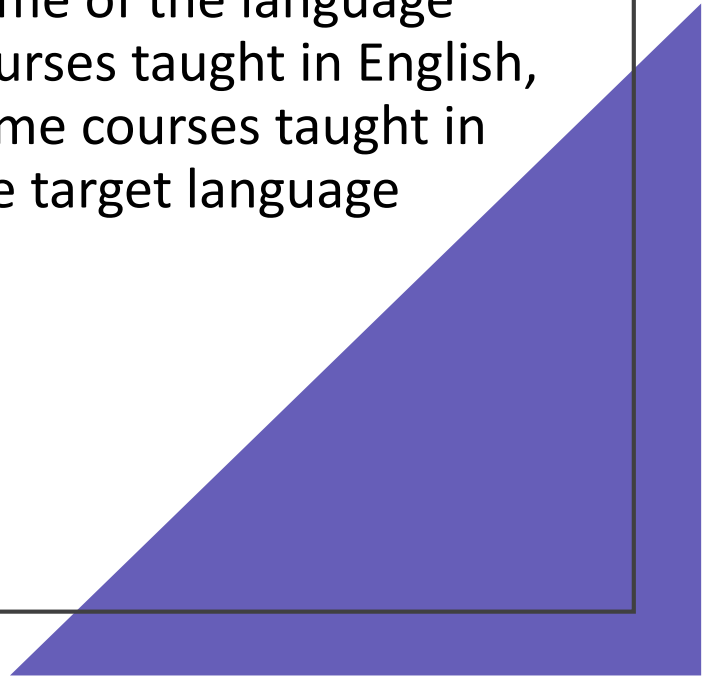 me of the language
urses taught in English,
me courses taught in
e target language